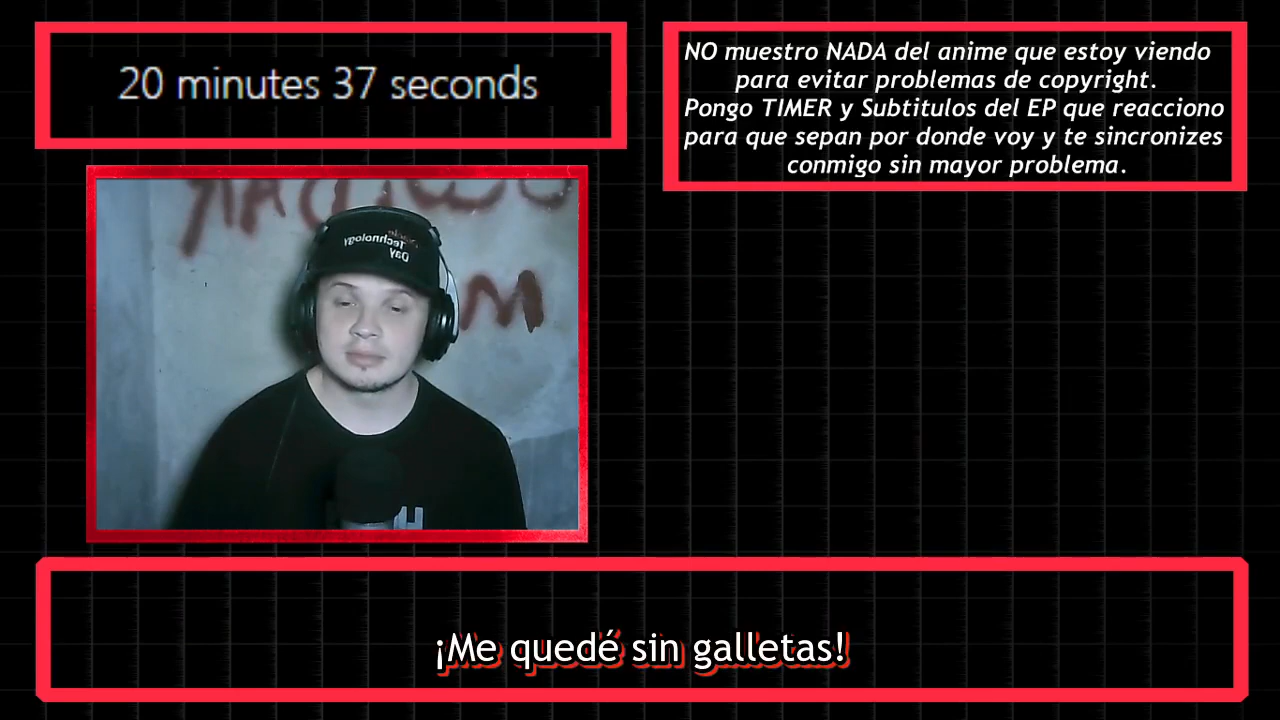 20 minutes 37 seconds
NO muestro NADA del anime que estoy viendo
para evitar problemas de copyright.
Pongo TIMER y Subtitulos del EP que reacciono
para que sepan por donde voy y te sincronizes
conmigo sin mayor problema.
Technology
Day
¡Me quedé sin galletas!